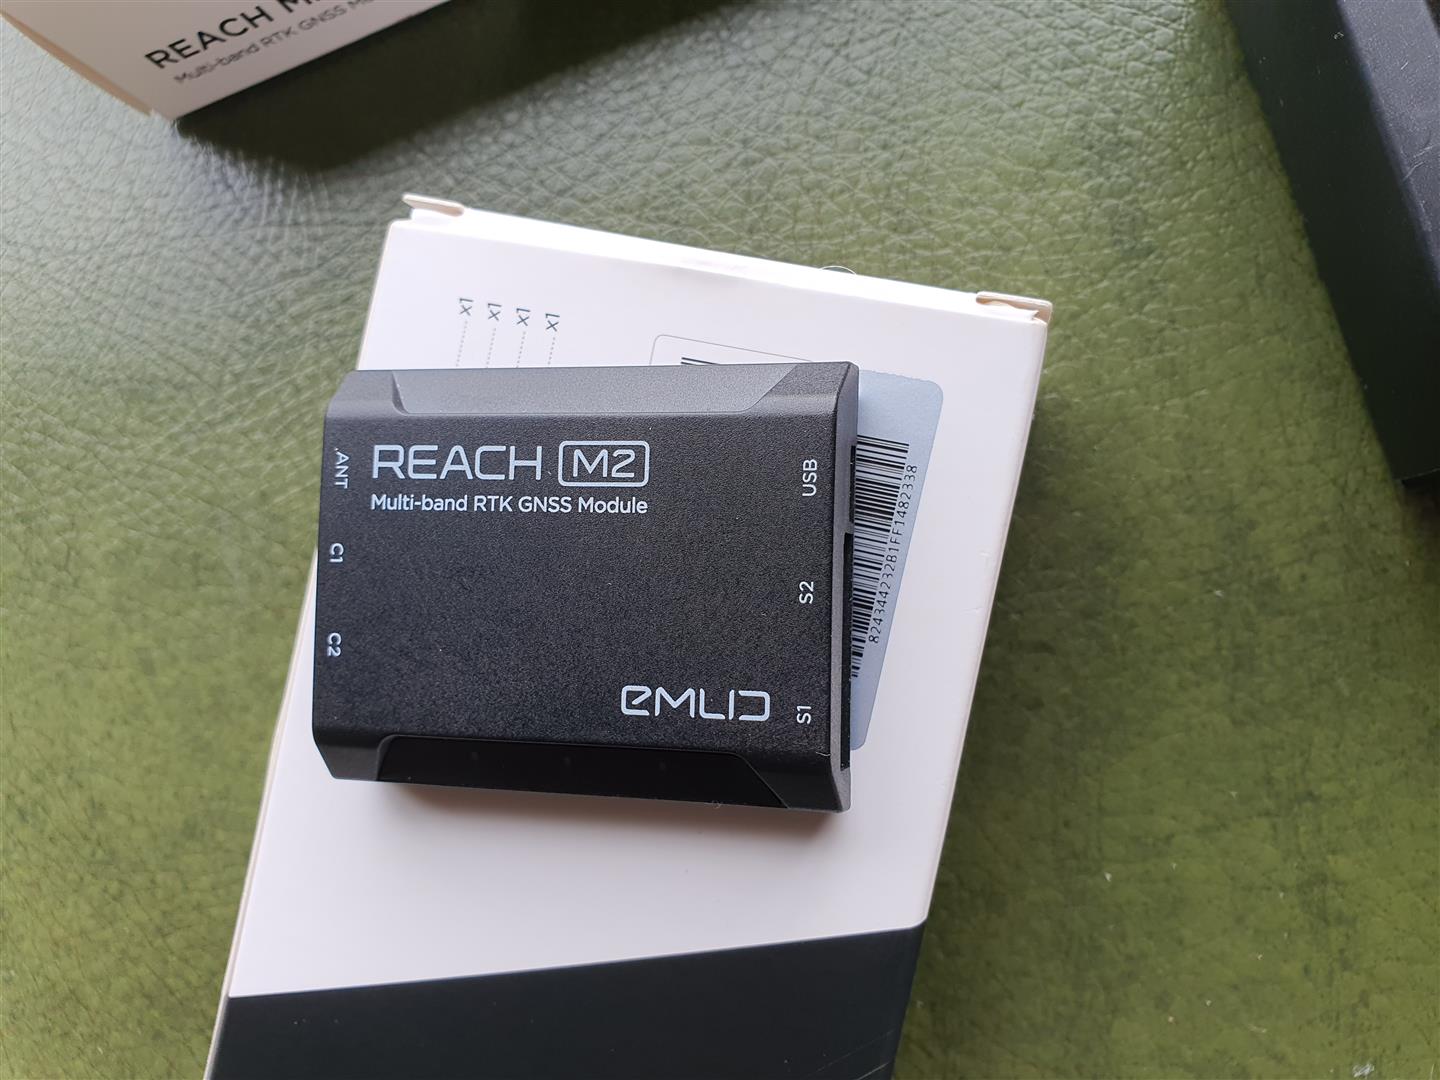 REACH
Multi-band RTK GNSS
x1
x1
x1
x1
REACH M2
Multi-band RTK GNSS Module
ANT
C1
C2
USB
S2
S1
EMLID
824344232B1FF1482338